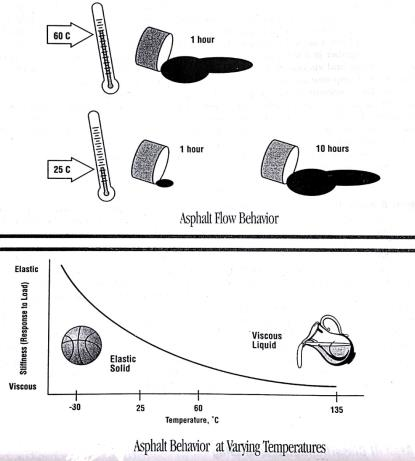 60 C
1 hour
25 C
1 hour
10 hours
Asphalt Flow Behavior
Elastic
Stiffness (Response to Load)
Viscous
Elastic
Solid
Viscous
Liquid
-30
25
60
135
Temperature, °C
Asphalt Behavior at Varying Temperatures